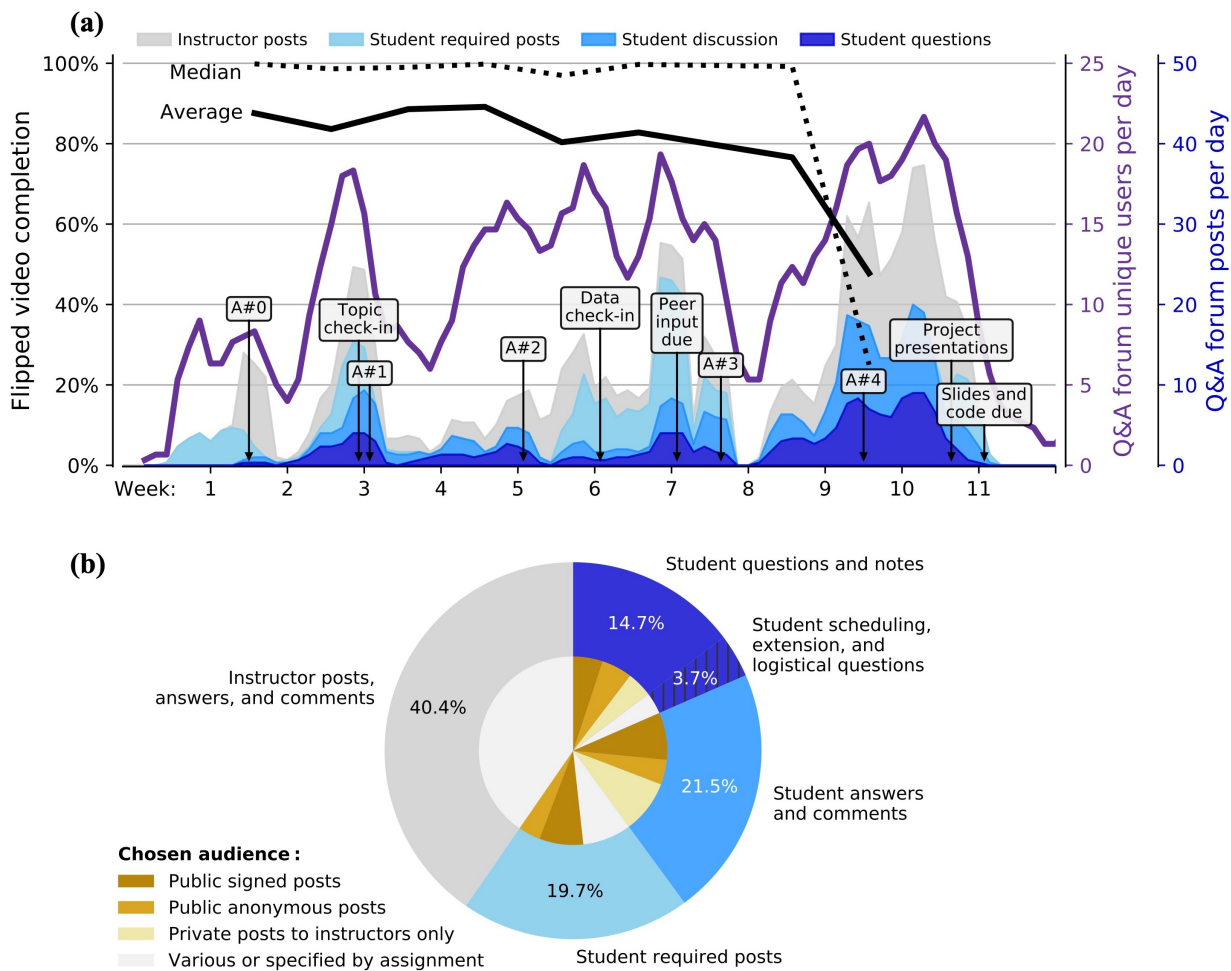 (a)
Instructor posts
Student required posts
Student discussion
Student questions
Flipped video completion
100%
80%
60%
40%
20%
0%
Median
Average
A#0
Topic
check-in
A#1
A#2
Data
check-in
Peer
input
due
A#3
A#4
Project
presentations
Slides and
code due
25
20
15
10
5
0
Q&A forum unique users per day
50
40
30
20
10
0
Q&A forum posts per day
Week: 1 2 3 4 5 6 7 8 9 10 11
(b)
Student questions and notes
14.7%
Student scheduling,
extension, and
logistical questions
3.7%
Instructor posts,
answers, and comments
40.4%
21.5%
Student answers
and comments
19.7%
Student required posts
Chosen audience:
Public signed posts
Public anonymous posts
Private posts to instructors only
Various or specified by assignment